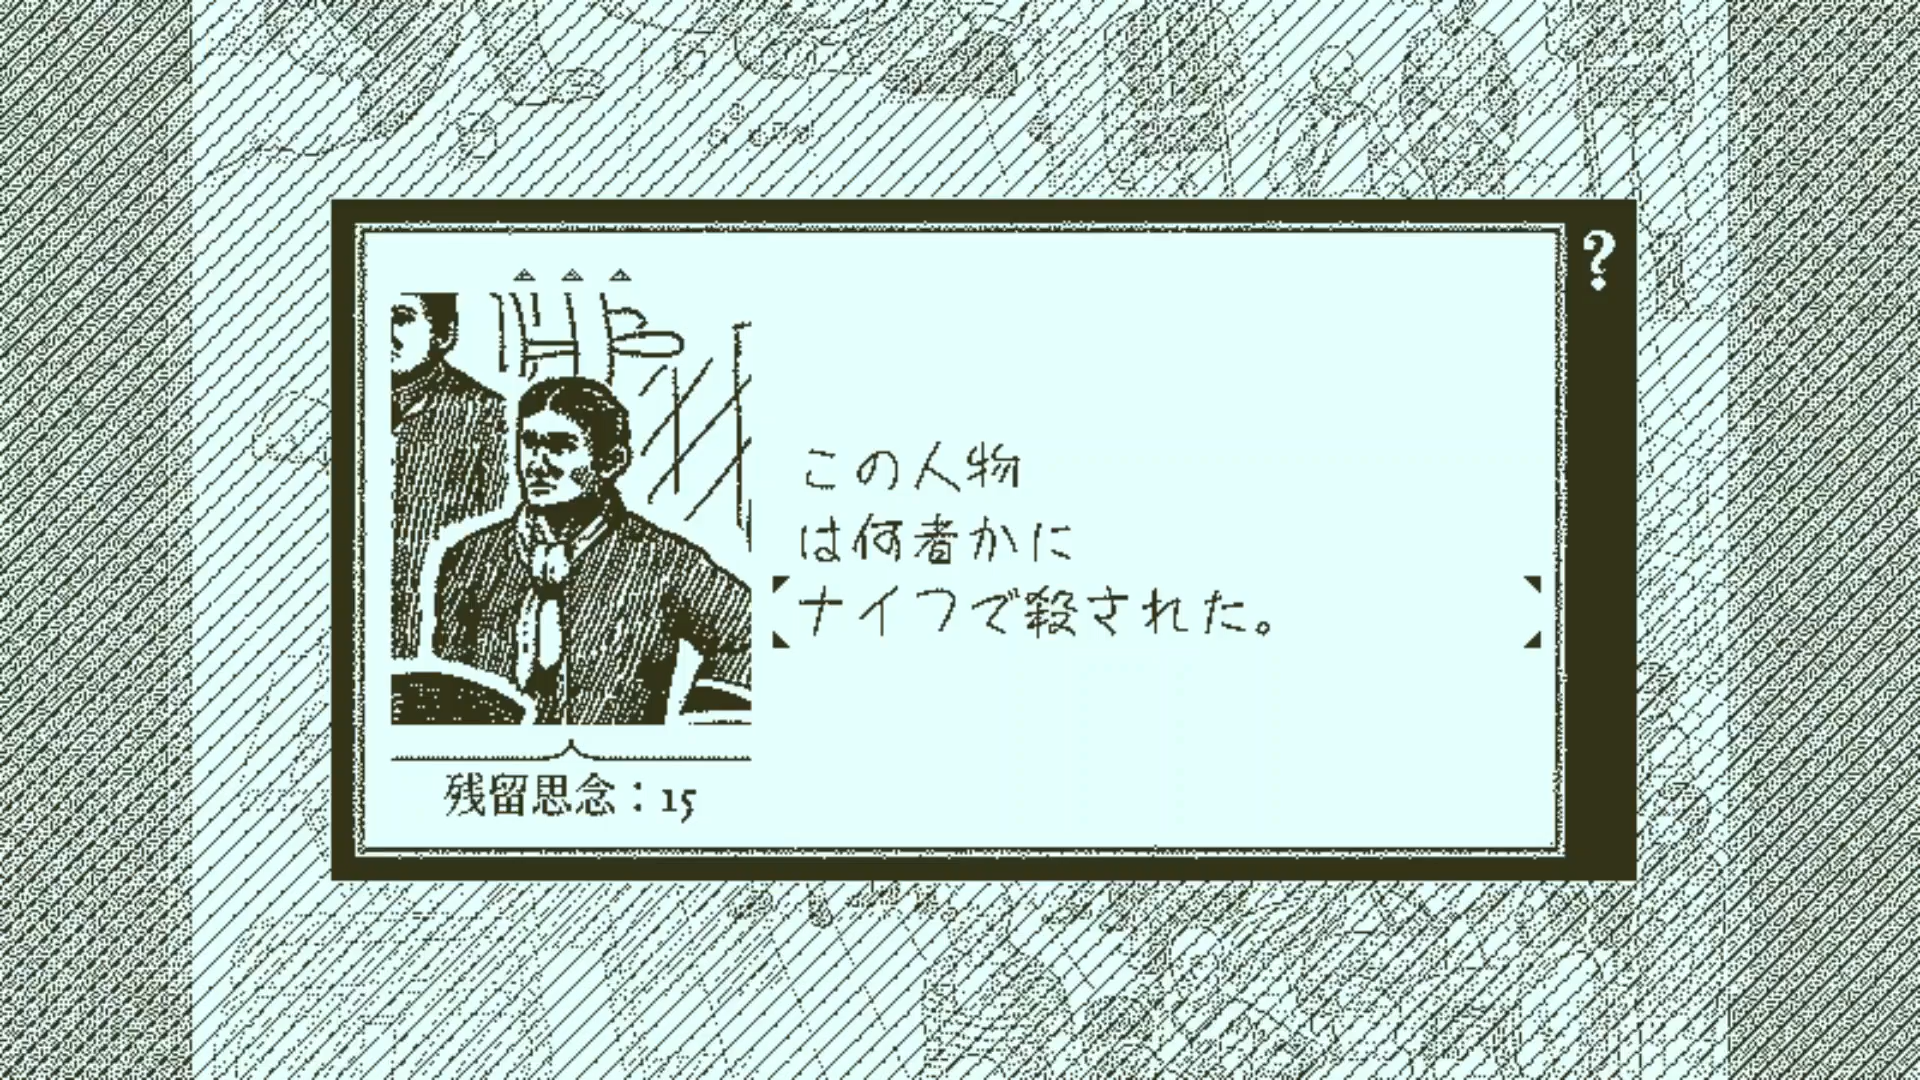 ?
この人物
は何者かに
ナイフで殺された。
残留思念：15